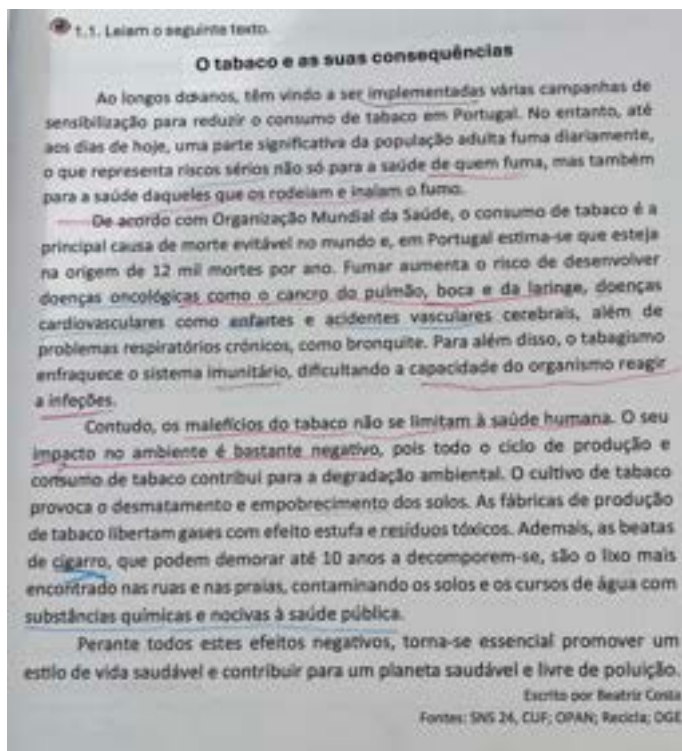 1.1. Leiam o seguinte texto.
O tabaco e as suas consequências
Ao longos dos anos, têm vindo a ser implementadas várias campanhas de
sensibilização para reduzir o consumo de tabaco em Portugal. No entanto, até
aos dias de hoje, uma parte significativa da população adulta fuma diariamente,
o que representa riscos sérios não só para a saúde de quem fuma, mas também
para a saúde daqueles que os rodeiam e inalam o fumo.
De acordo com Organização Mundial da Saúde, o consumo de tabaco é a
principal causa de morte evitável no mundo e, em Portugal estima-se que esteja
na origem de 12 mil mortes por ano. Fumar aumenta o risco de desenvolver
doenças oncológicas como o cancro do pulmão, boca e da laringe, doenças
cardiovasculares como enfartes e acidentes vasculares cerebrais, além de
problemas respiratórios crónicos, como bronquite. Para além disso, o tabagismo
enfraquece o sistema imunitário, dificultando a capacidade do organismo reagir
a infeções.
Contudo, os malefícios do tabaco não se limitam à saúde humana. O seu
impacto no ambiente é bastante negativo, pois todo o ciclo de produção e
consumo de tabaco contribui para a degradação ambiental. O cultivo de tabaco
provoca o desmatamento e empobrecimento dos solos. As fábricas de produção
de tabaco libertam gases com efeito estufa e resíduos tóxicos. Ademais, as beatas
de cigarro, que podem demorar até 10 anos a decomporem-se, são o lixo mais
encontrado nas ruas e nas praias, contaminando os solos e os cursos de água com
substâncias químicas e nocivas à saúde pública.
Perante todos estes efeitos negativos, torna-se essencial promover um
estilo de vida saudável e contribuir para um planeta saudável e livre de poluição.
Escrito por Beatriz Costa
Fontes: SNS 24, CUF; OPAN; Recicla; DGE